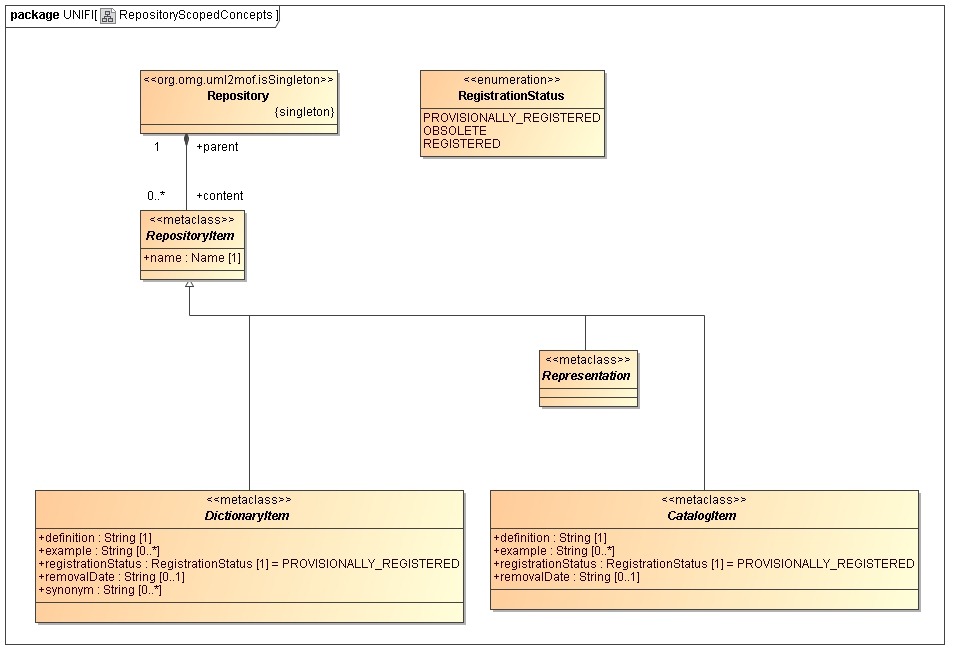 package UNIFI[ RepositoryScopedConcepts ]
<<org.omg.uml2mof.isSingleton>>
Repository
{singleton}
<<enumeration>>
RegistrationStatus
PROVISIONALLY_REGISTERED
OBSOLETE
REGISTERED
1 +parent
0..* +content
<<metaclass>>
RepositoryItem
+name : Name [1]
<<metaclass>>
Representation
<<metaclass>>
DictionaryItem
+definition : String [1]
+example : String [0..*]
+registrationStatus : RegistrationStatus [1] = PROVISIONALLY_REGISTERED
+removalDate : String [0..1]
+synonym : String [0..*]
<<metaclass>>
CatalogItem
+definition : String [1]
+example : String [0..*]
+registrationStatus : RegistrationStatus [1] = PROVISIONALLY_REGISTERED
+removalDate : String [0..1]